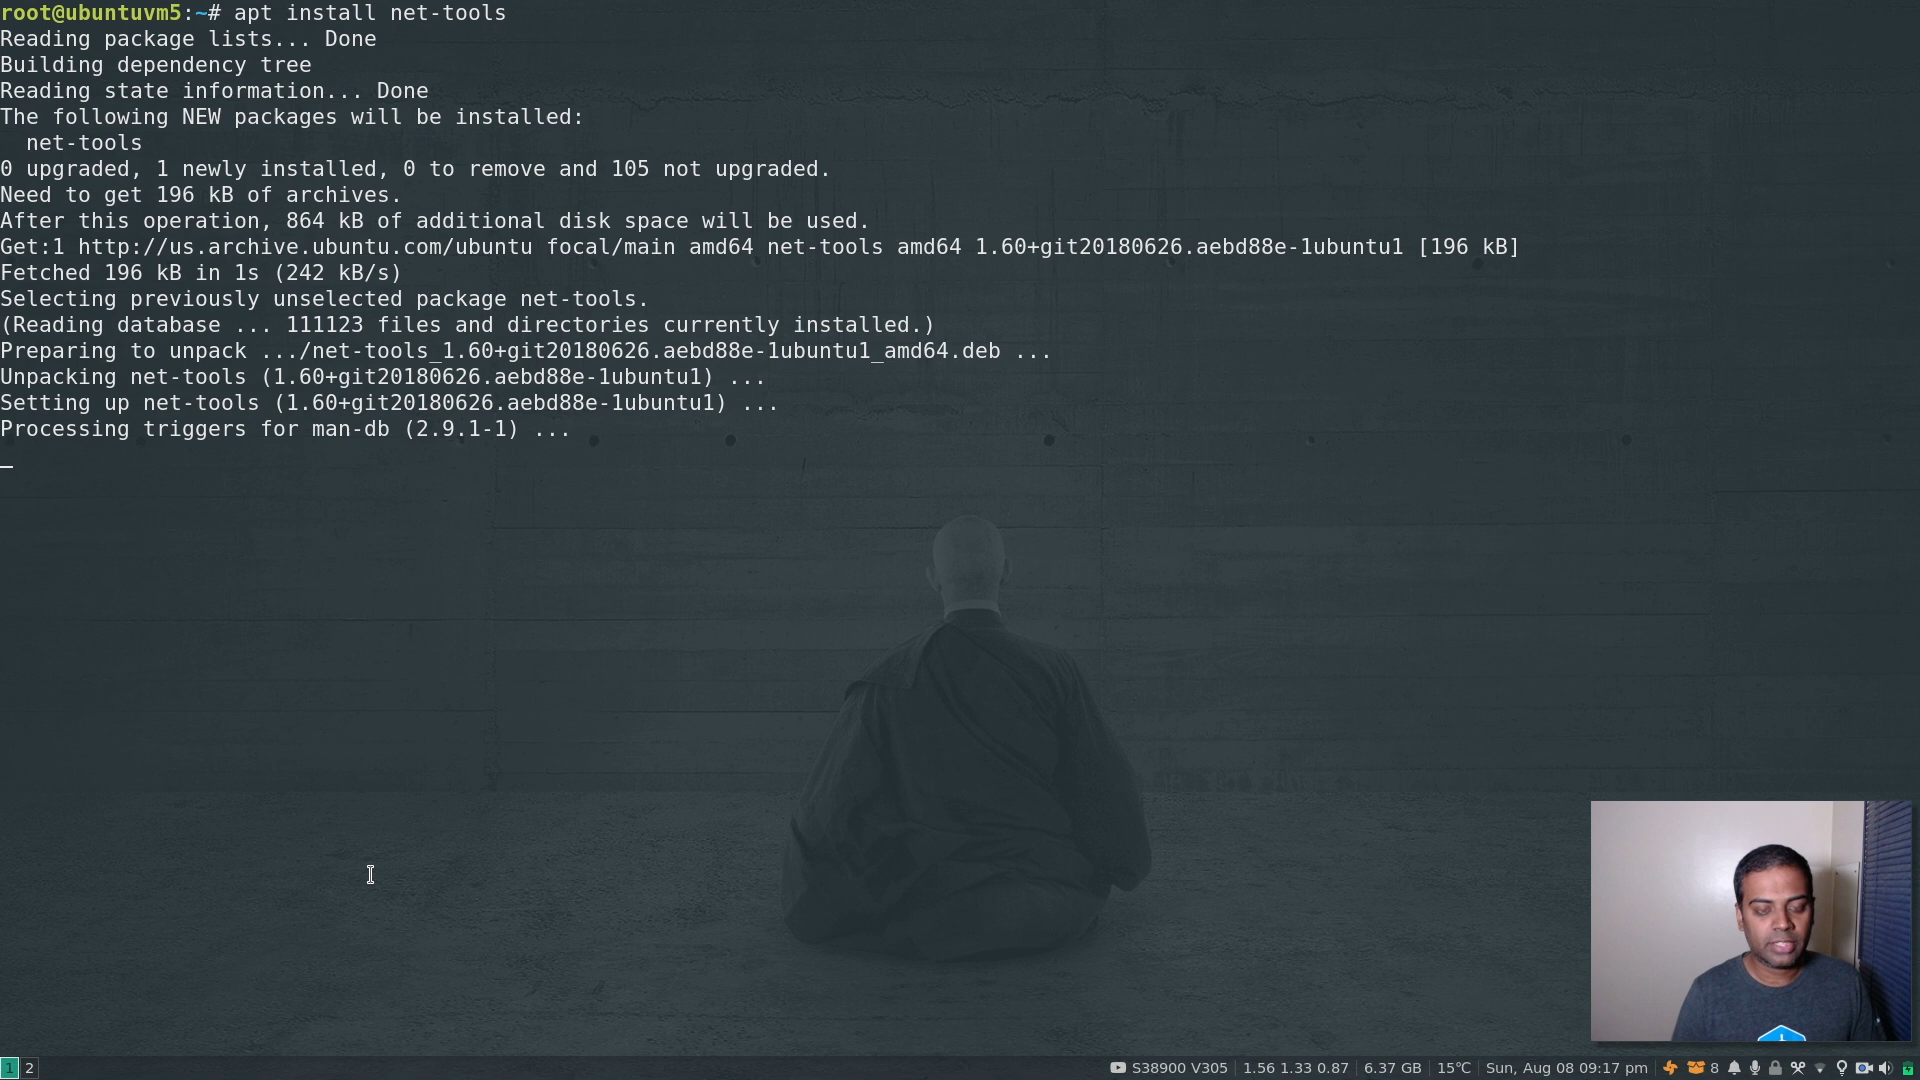 root@ubuntuvm5:~# apt install net-tools
Reading package lists... Done
Building dependency tree
Reading state information... Done
The following NEW packages will be installed:
  net-tools
0 upgraded, 1 newly installed, 0 to remove and 105 not upgraded.
Need to get 196 kB of archives.
After this operation, 864 kB of additional disk space will be used.
Get:1 http://us.archive.ubuntu.com/ubuntu focal/main amd64 net-tools amd64 1.60+git20180626.aebd88e-1ubuntu1 [196 kB]
Fetched 196 kB in 1s (242 kB/s)
Selecting previously unselected package net-tools.
(Reading database ... 111123 files and directories currently installed.)
Preparing to unpack .../net-tools_1.60+git20180626.aebd88e-1ubuntu1_amd64.deb ...
Unpacking net-tools (1.60+git20180626.aebd88e-1ubuntu1) ...
Setting up net-tools (1.60+git20180626.aebd88e-1ubuntu1) ...
Processing triggers for man-db (2.9.1-1) ...
1 2 S38900 V305 1.56 1.33 0.87 6.37 GB 15℃ Sun, Aug 08 09:17 pm 8